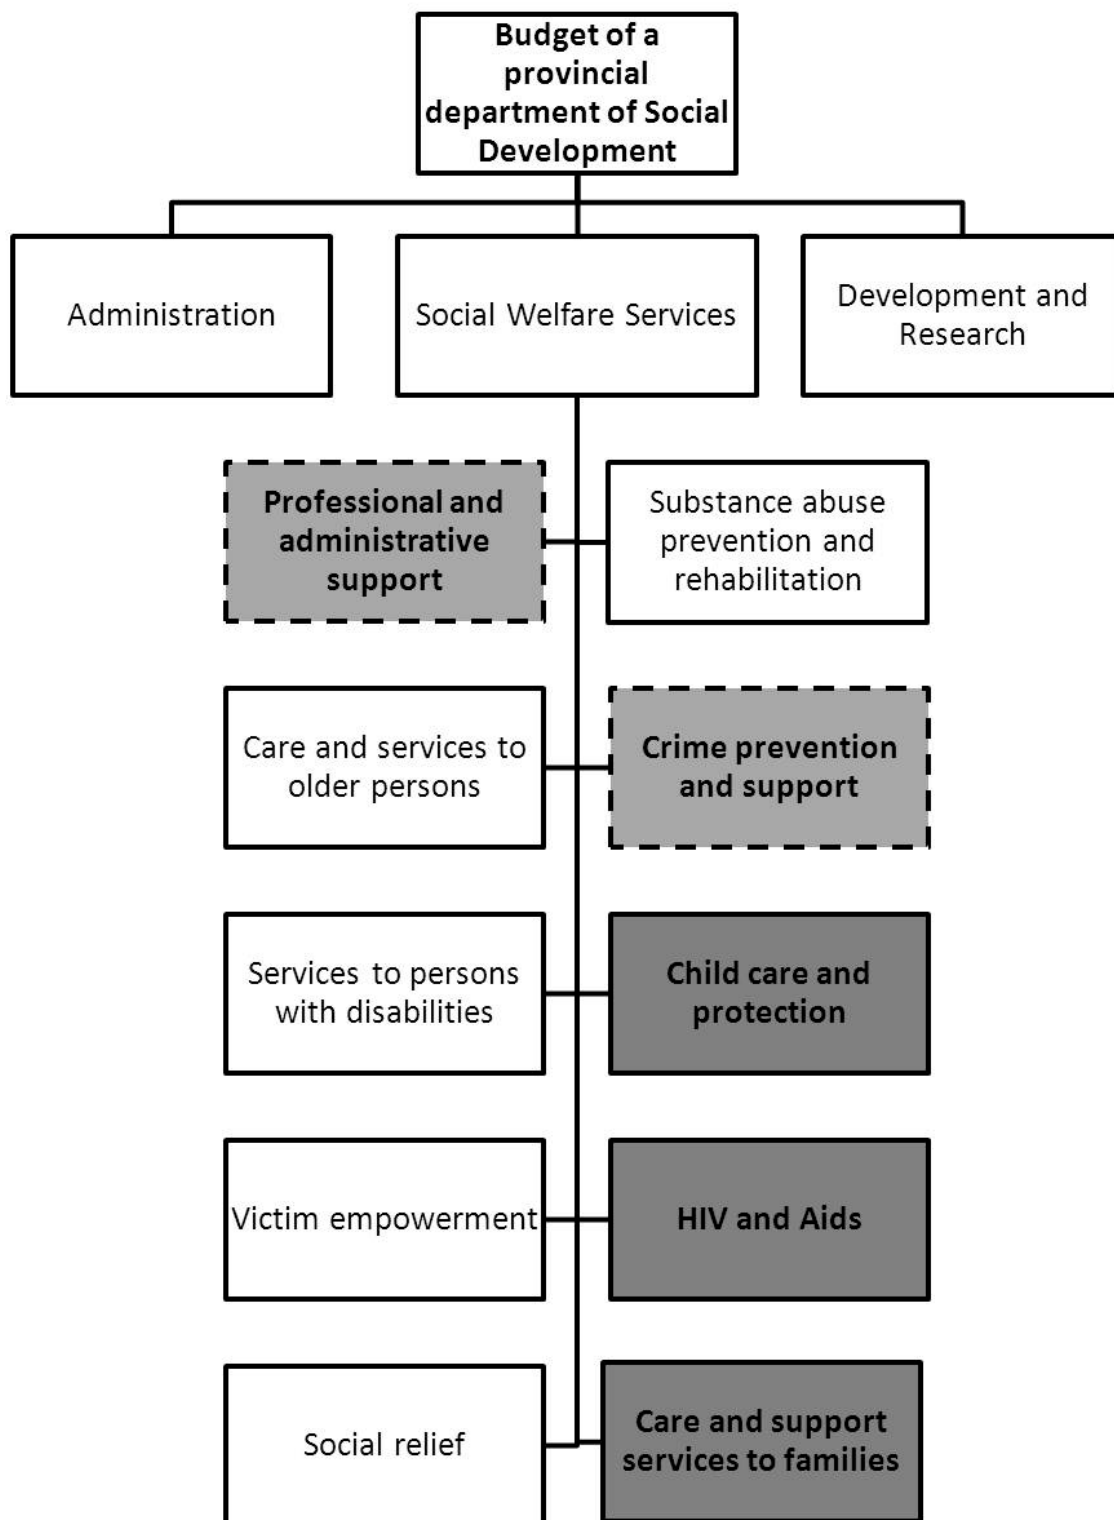 Budget of a
provincial
department of Social
Development
Administration
Social Welfare Services
Development and
Research
Professional and
administrative
support
Substance abuse
prevention and
rehabilitation
Care and services to
older persons
Crime prevention
and support
Services to persons
with disabilities
Child care and
protection
Victim empowerment
HIV and Aids
Social relief
Care and support
services to families